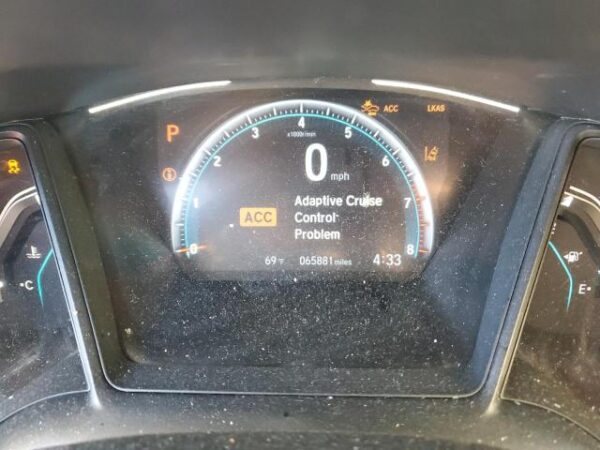 ACC
LKAS
P
4
3
5
x1000r/min
2
6
0 mph
1
7
Adaptive Cruise
ACC
Control
Problem
0
8
69°F
065881 miles
4:33
C
E